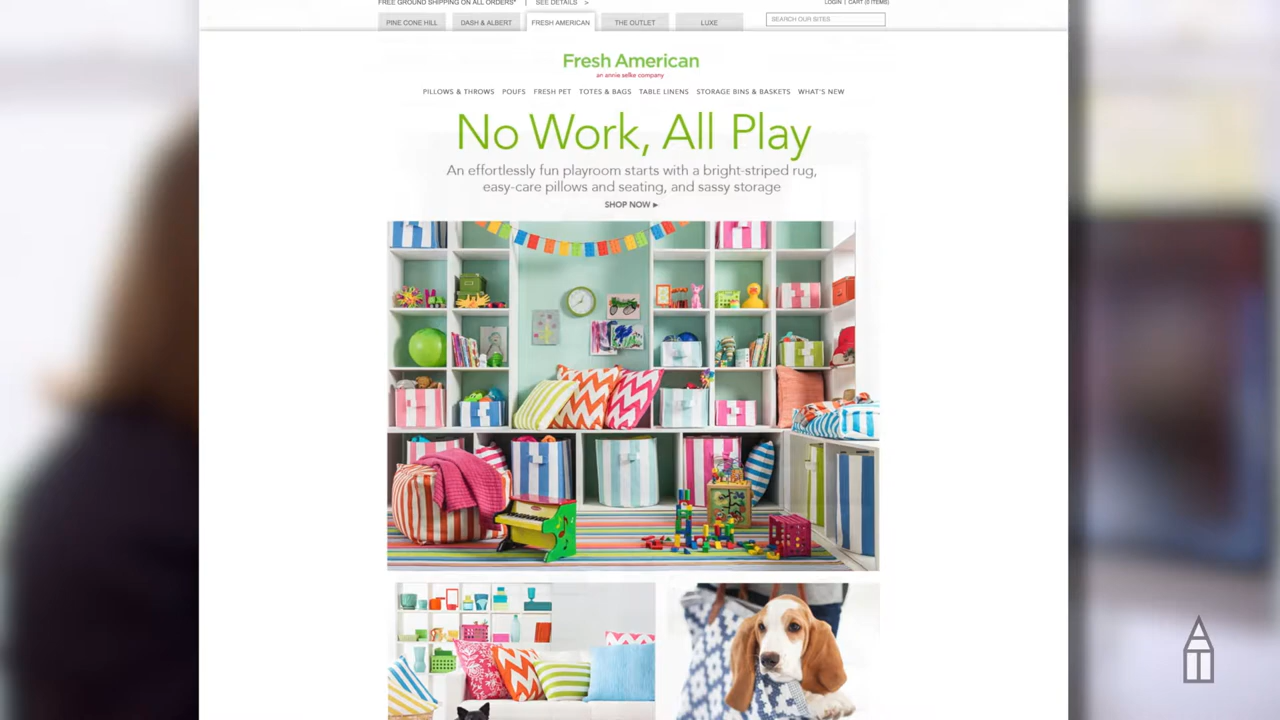 FREE GROUND SHIPPING ON ALL ORDERS* | SEE DETAILS >
LOGIN | CART (0 ITEMS)
PINE CONE HILL
DASH & ALBERT
FRESH AMERICAN
THE OUTLET
LUXE
SEARCH OUR SITES
Fresh American
an annie selke company
PILLOWS & THROWS POUFS FRESH PET TOTES & BAGS TABLE LINENS STORAGE BINS & BASKETS WHAT'S NEW
No Work, All Play
An effortlessly fun playroom starts with a bright-striped rug,
easy-care pillows and seating, and sassy storage
SHOP NOW ▶